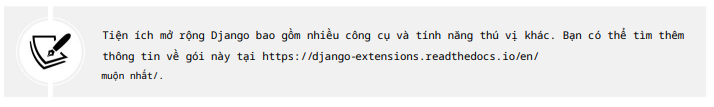 Tiện ích mở rộng Django bao gồm nhiều công cụ và tính năng thú vị khác. Bạn có thể tìm thêm
thông tin về gói này tại https://django-extensions.readthedocs.io/en/
muộn nhất/.